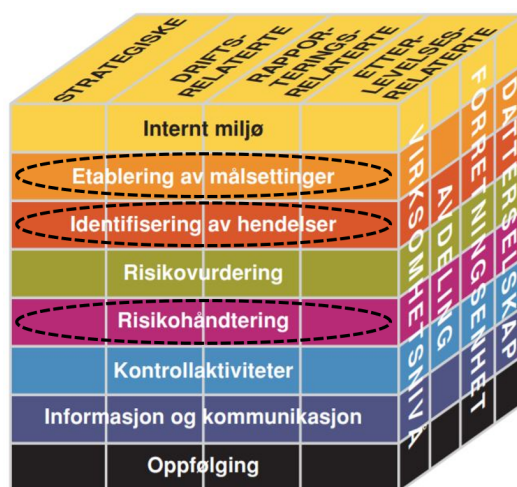 STRATEGISKE
DRIFTS-
RELATERTE
RAPPOR-
TERINGS-
RELATERTE
ETTER-
LEVELSES-
RELATERTE
Internt miljø
Etablering av målsettinger
Identifisering av hendelser
Risikovurdering
Risikohåndtering
Kontrollaktiviteter
Informasjon og kommunikasjon
Oppfølging
VIRKSOMHETSNIVÅ
AVDELING
FORRETNINGSENHET
DATTERSELSKAP